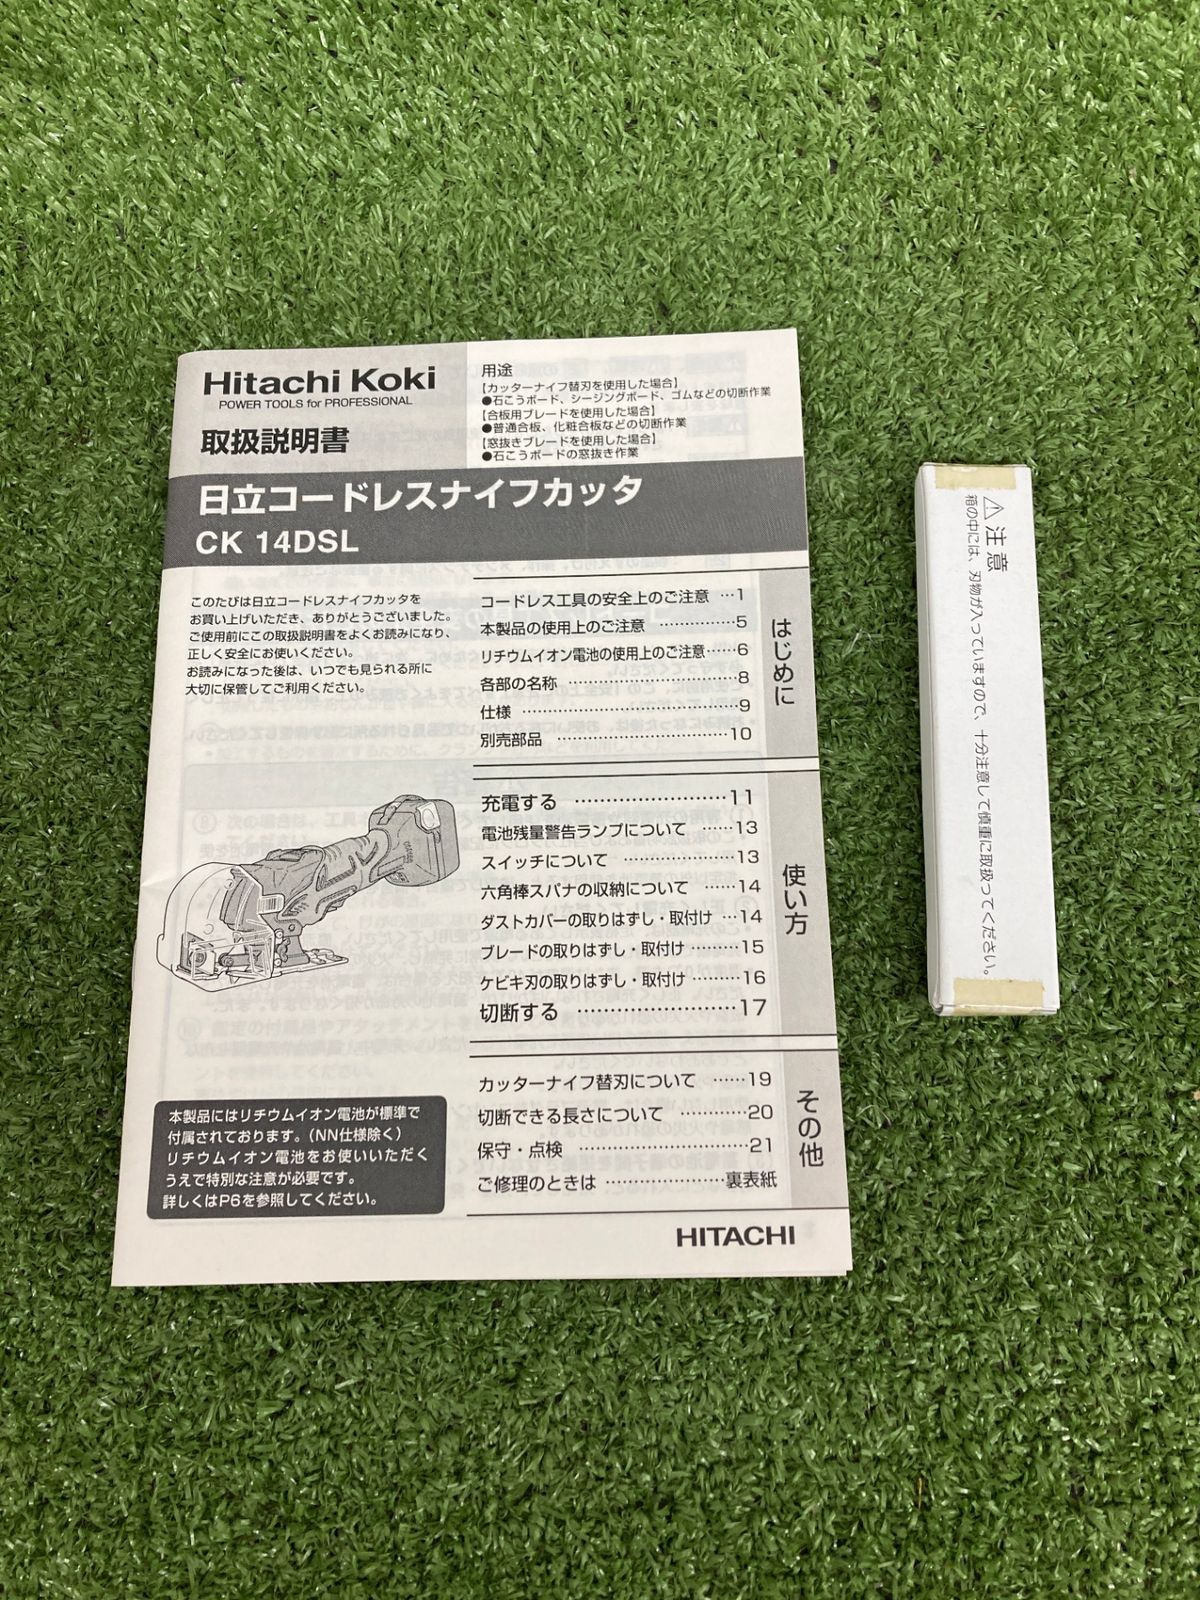 Hitachi Koki
POWER TOOLS for PROFESSIONAL
取扱説明書
用途
【カッターナイフ替刃を使用した場合】
●石こうボード、シージングボード、ゴムなどの切断作業
【合板用ブレードを使用した場合】
●普通合板、化粧合板などの切断作業
【窓抜きブレードを使用した場合】
●石こうボードの窓抜き作業
日立コードレスナイフカッタ
CK 14DSL
このたびは日立コードレスナイフカッタを
お買い上げいただき、ありがとうございました。
ご使用前にこの取扱説明書をよくお読みになり、
正しく安全にお使いください。
お読みになった後は、いつでも見られる所に
大切に保管してご利用ください。
はじめに
コードレス工具の安全上のご注意 …1
本製品の使用上のご注意 ……………5
リチウムイオン電池の使用上のご注意……6
各部の名称 ……………………………8
仕様 ……………………………………9
別売部品 ………………………………10
使い方
充電する ……………………11
電池残量警告ランプについて ……13
スイッチについて ………………13
六角棒スパナの収納について ……14
ダストカバーの取りはずし・取付け …14
ブレードの取りはずし・取付け ………15
ケビキ刃の取りはずし・取付け ………16
切断する ……………………17
その他
カッターナイフ替刃について ……19
切断できる長さについて …………20
保守・点検 ………………………21
ご修理のときは …………………裏表紙
本製品にはリチウムイオン電池が標準で
付属されております。（NN仕様除く）
リチウムイオン電池をお使いいただく
うえで特別な注意が必要です。
詳しくはP6を参照してください。
HITACHI
⚠注意
箱の中には、刃物が入っていますので、十分注意して慎重に取扱ってください。